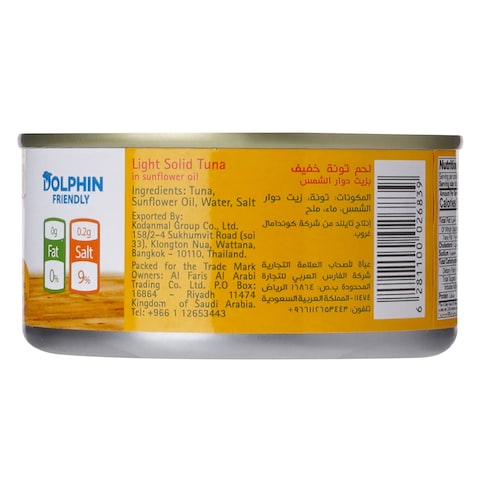 DOLPHIN
FRIENDLY
0g
Fat
0%
0.2g
Salt
9%
Light Solid Tuna
in sunflower oil
Ingredients: Tuna,
Sunflower Oil, Water, Salt
Exported By:
Kodanmal Group Co., Ltd.
158/2-4 Sukhumvit Road (soi
33), Klongton Nua, Wattana,
Bangkok - 10110, Thailand.
Packed for the Trade Mark
Owners Al Faris Al Arabi
Trading Co. Ltd. P.O Box:
16864 - Riyadh 11474
Kingdom of Saudi Arabia.
Tel: +966 1 12653443
لحم تونة خفيف
بزيت دوار الشمس
المكونات: تونة، زيت دوار
الشمس، ماء، ملح
إنتاج تايلند من شركة كوندامال
غروب
عبأة لأصحاب العلامة التجارية
شركة الفارس العربي التجارية
المحدودة ص.ب: ١٦٨٦٤ الرياض
١١٤٧٤- المملكة العربية السعودية
تلفون: ٩٦٦١١٢٦٥٣٤٤٣+
6 281100 026839
Nutrition
Calories